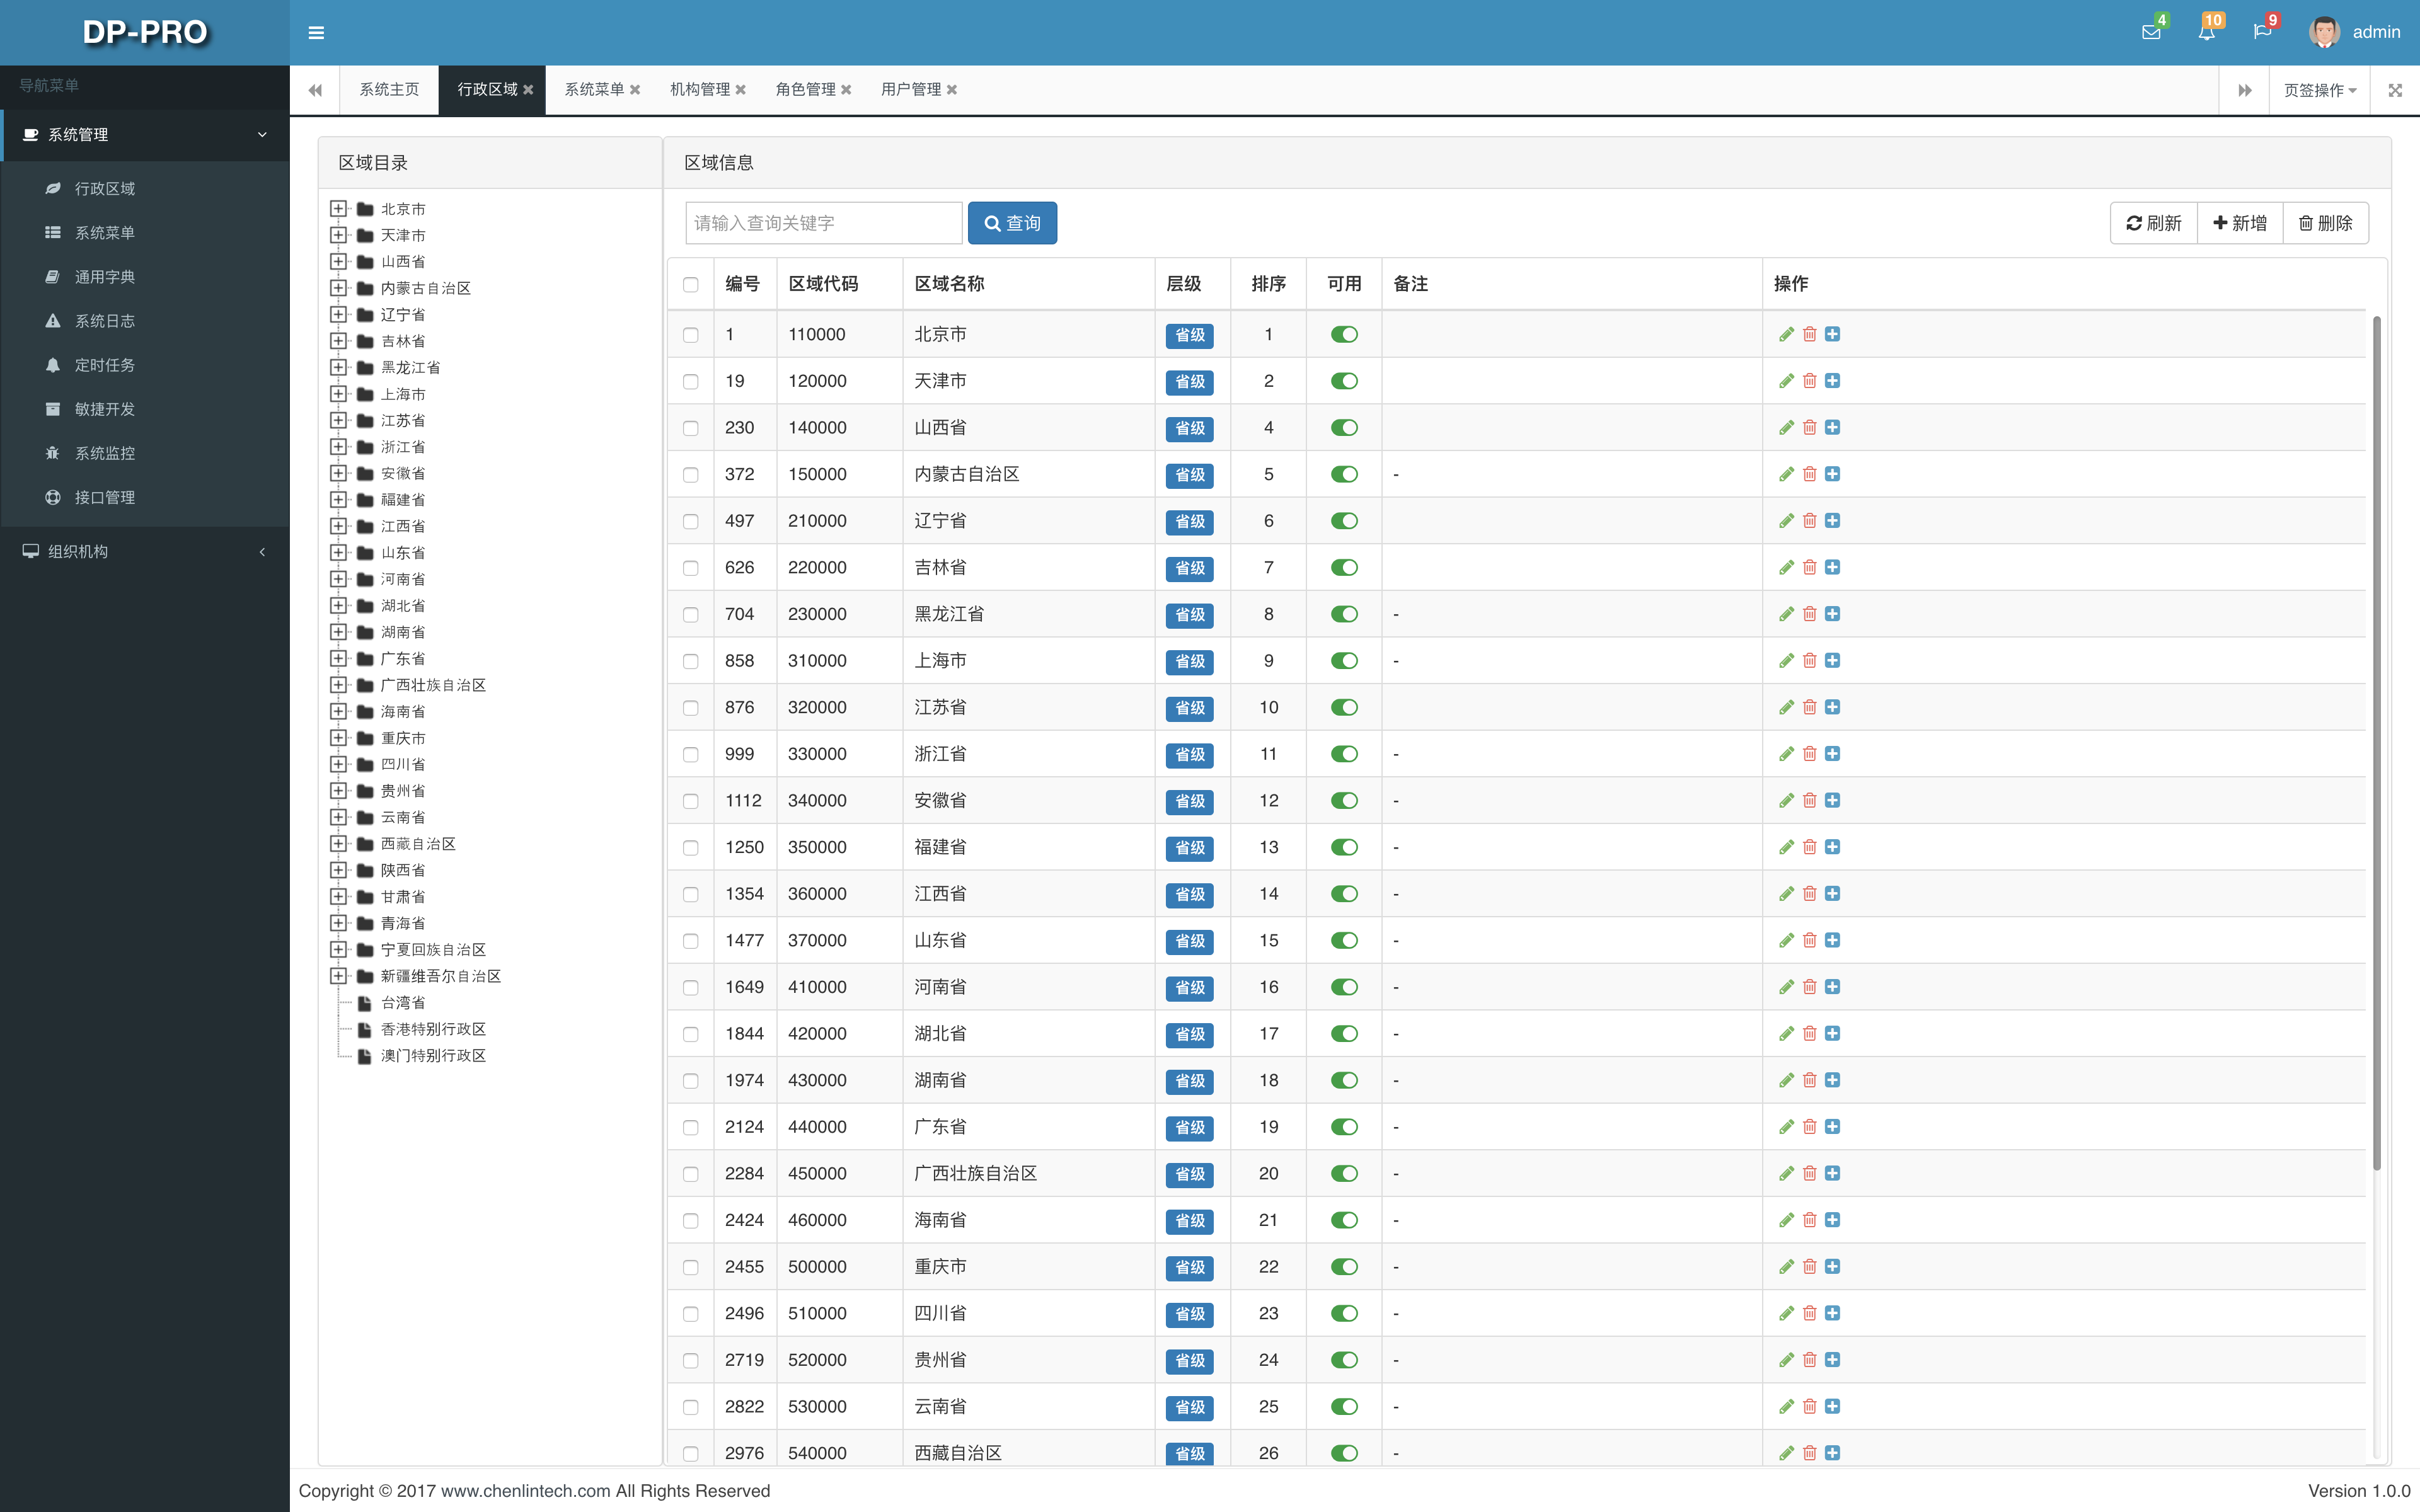 DP-PRO
4
10
9
admin
导航菜单
系统管理
行政区域
系统菜单
通用字典
系统日志
定时任务
敏捷开发
系统监控
接口管理
组织机构
系统主页 行政区域 系统菜单 机构管理 角色管理 用户管理 页签操作
区域目录
北京市
天津市
山西省
内蒙古自治区
辽宁省
吉林省
黑龙江省
上海市
江苏省
浙江省
安徽省
福建省
江西省
山东省
河南省
湖北省
湖南省
广东省
广西壮族自治区
海南省
重庆市
四川省
贵州省
云南省
西藏自治区
陕西省
甘肃省
青海省
宁夏回族自治区
新疆维吾尔自治区
台湾省
香港特别行政区
澳门特别行政区
区域信息
请输入查询关键字 查询 刷新 新增 删除
编号 区域代码 区域名称 层级 排序 可用 备注 操作
1 110000 北京市 省级 1
19 120000 天津市 省级 2
230 140000 山西省 省级 4
372 150000 内蒙古自治区 省级 5 -
497 210000 辽宁省 省级 6
626 220000 吉林省 省级 7
704 230000 黑龙江省 省级 8 -
858 310000 上海市 省级 9 -
876 320000 江苏省 省级 10
999 330000 浙江省 省级 11 -
1112 340000 安徽省 省级 12 -
1250 350000 福建省 省级 13 -
1354 360000 江西省 省级 14 -
1477 370000 山东省 省级 15 -
1649 410000 河南省 省级 16 -
1844 420000 湖北省 省级 17 -
1974 430000 湖南省 省级 18 -
2124 440000 广东省 省级 19 -
2284 450000 广西壮族自治区 省级 20 -
2424 460000 海南省 省级 21 -
2455 500000 重庆市 省级 22 -
2496 510000 四川省 省级 23 -
2719 520000 贵州省 省级 24 -
2822 530000 云南省 省级 25 -
2976 540000 西藏自治区 省级 26 -
Copyright © 2017 www.chenlintech.com All Rights Reserved
Version 1.0.0